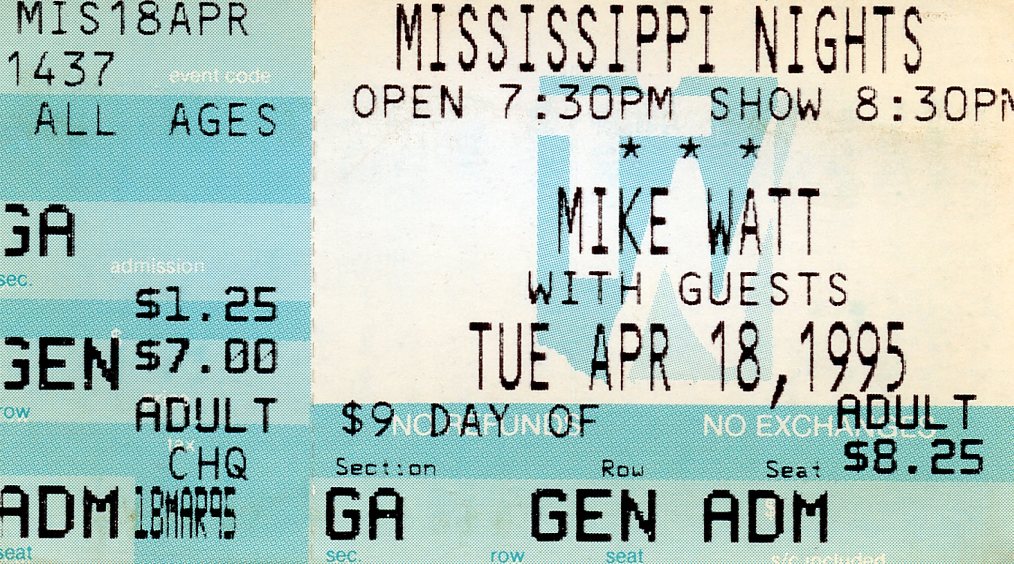 MIS18APR
1437
event code
ALL AGES
GA
sec.
admission
$1.25
GEN $7.00
row
ADULT
tax
CHQ
ADM 18MAR95
seat
MISSISSIPPI NIGHTS
OPEN 7:30PM SHOW 8:30PM
* * *
MIKE WATT
WITH GUESTS
TUE APR 18,1995
$9 DAY OF ADULT
NO REFUNDS NO EXCHANGES
Section Row Seat $8.25
GA GEN ADM
sec. row seat s/c included